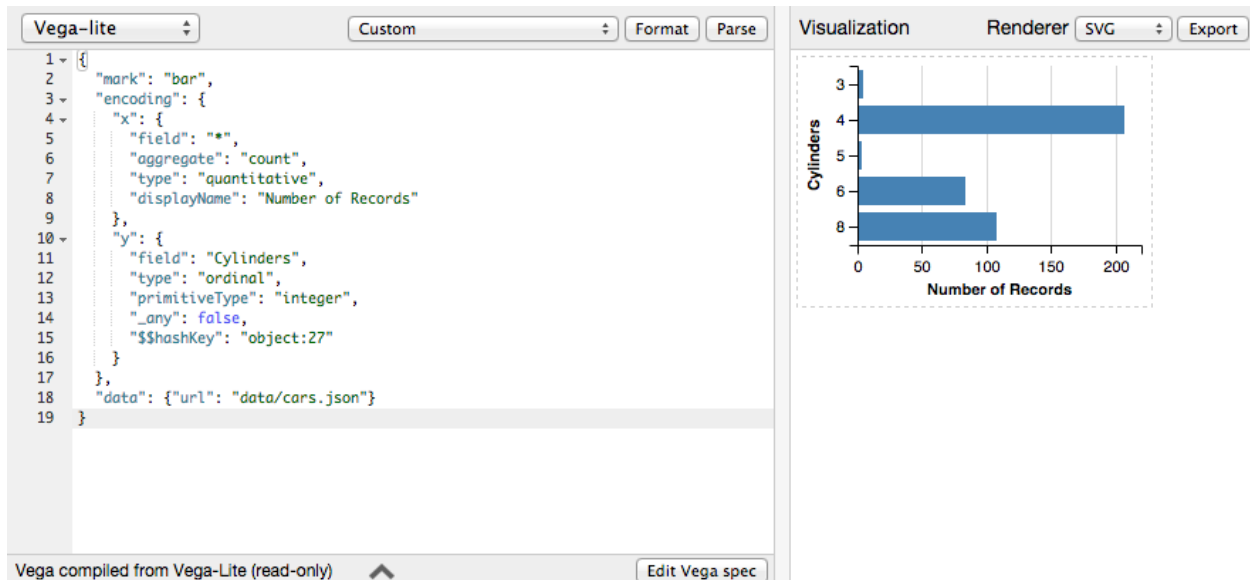 Vega-lite Custom Format Parse
1 {
2 "mark": "bar",
3 "encoding": {
4 "x": {
5 "field": "*",
6 "aggregate": "count",
7 "type": "quantitative",
8 "displayName": "Number of Records"
9 },
10 "y": {
11 "field": "Cylinders",
12 "type": "ordinal",
13 "primitiveType": "integer",
14 "_any": false,
15 "$$hashKey": "object:27"
16 }
17 },
18 "data": {"url": "data/cars.json"}
19 }
Vega compiled from Vega-Lite (read-only) Edit Vega spec
Visualization Renderer SVG Export
Cylinders
3
4
5
6
8
0 50 100 150 200
Number of Records